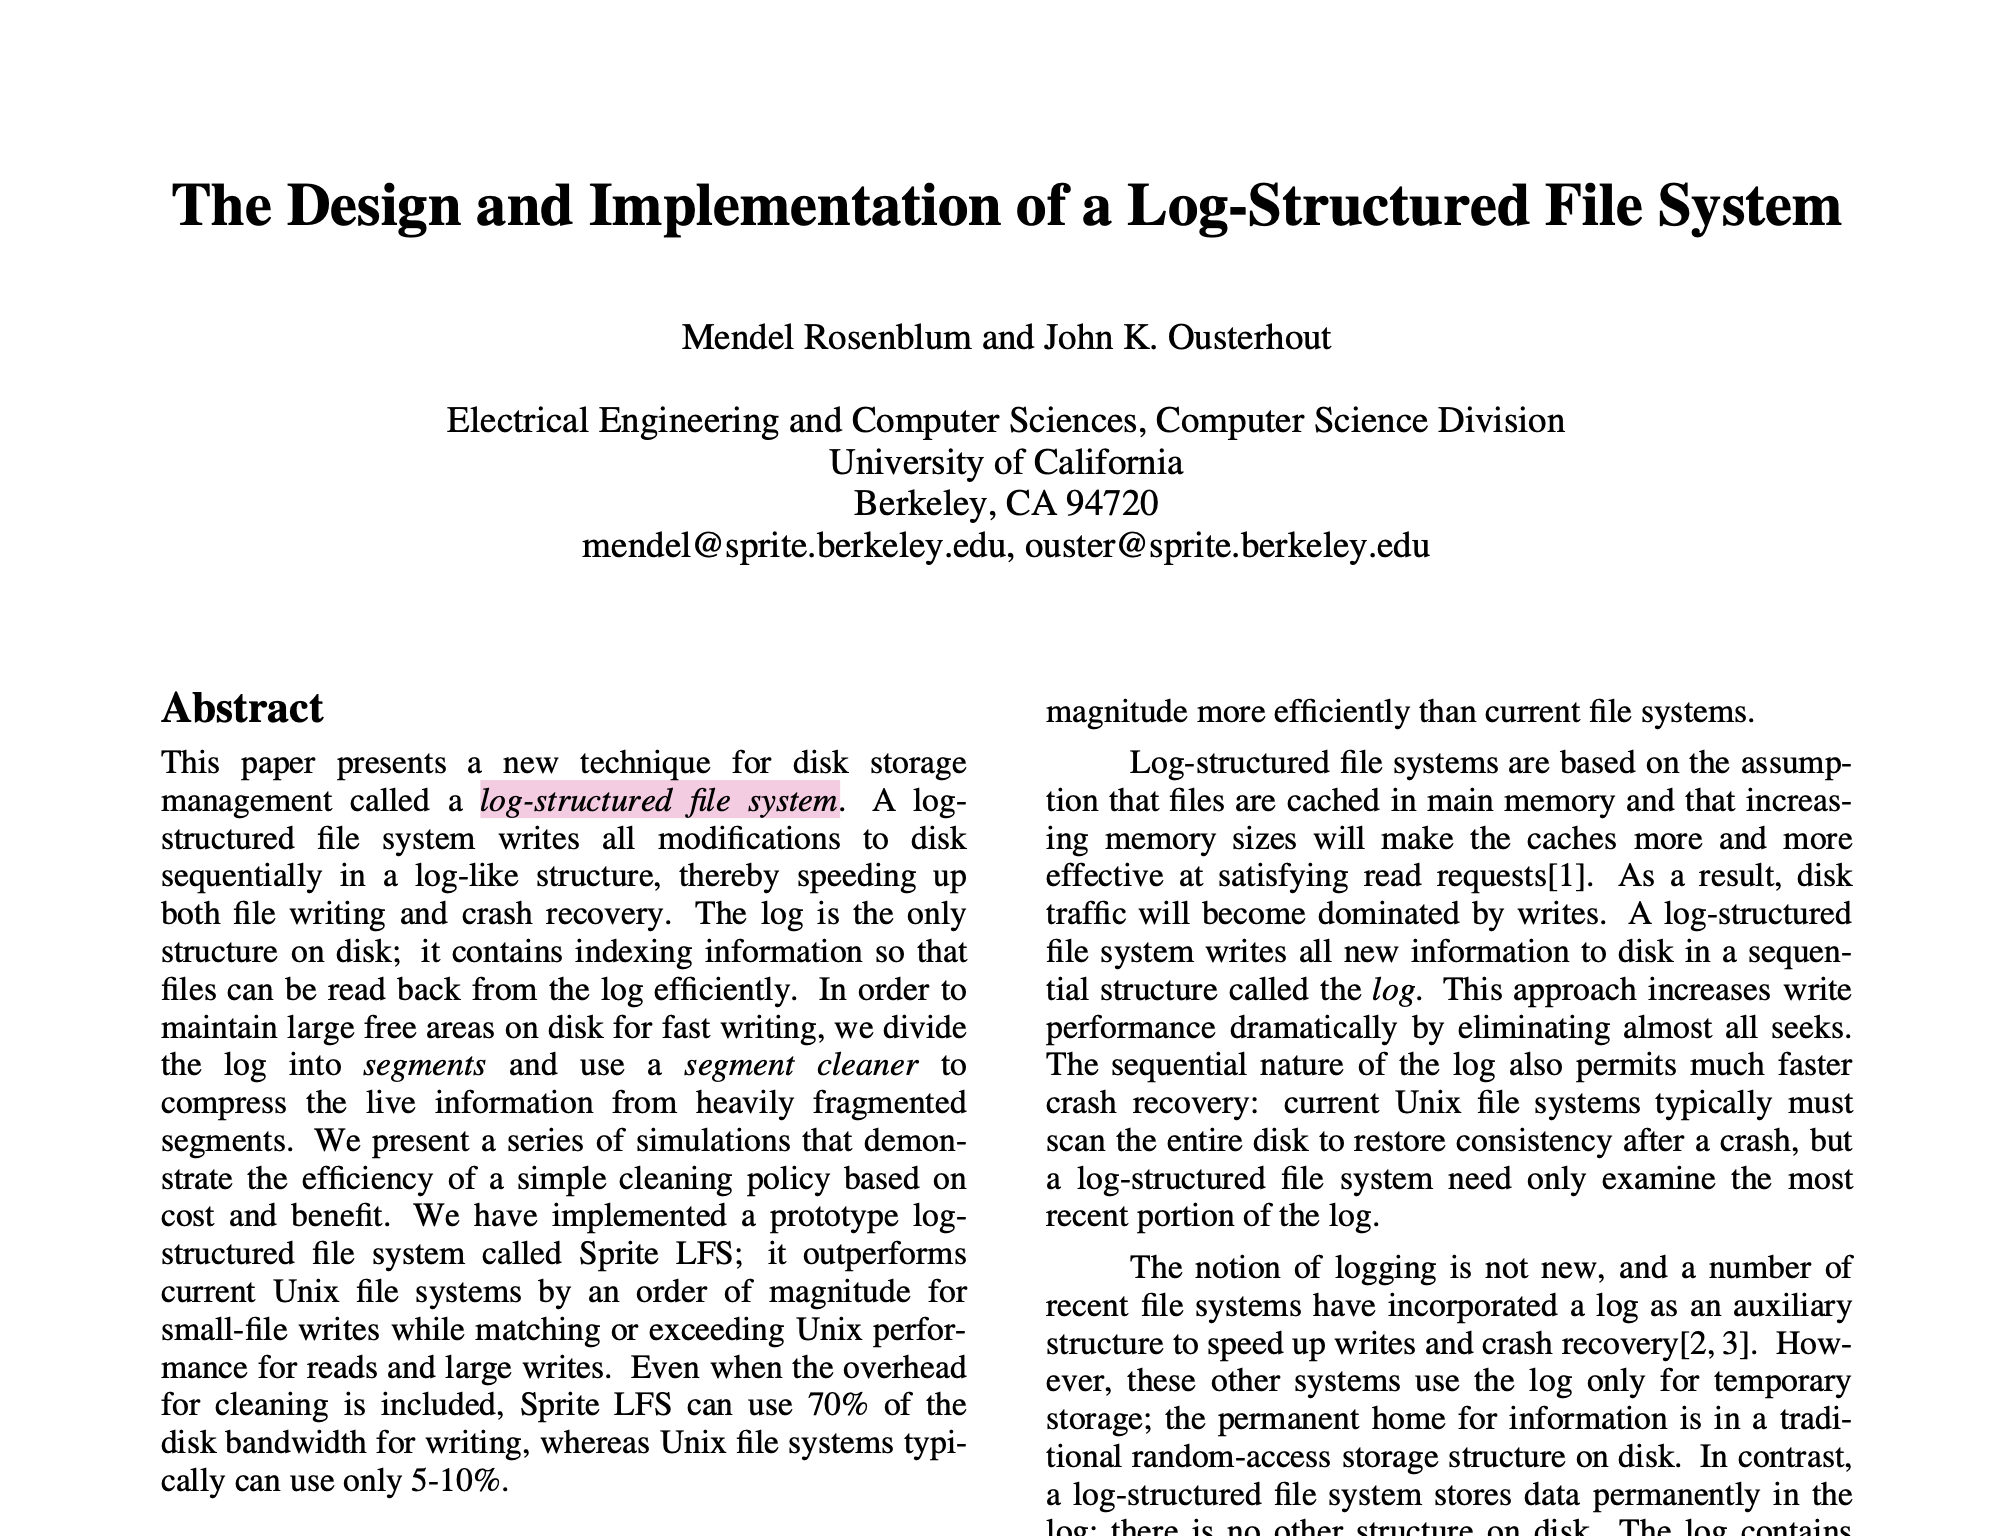 The Design and Implementation of a Log-Structured File System
Mendel Rosenblum and John K. Ousterhout
Electrical Engineering and Computer Sciences, Computer Science Division
University of California
Berkeley, CA 94720
mendel@sprite.berkeley.edu, ouster@sprite.berkeley.edu
Abstract
This paper presents a new technique for disk storage
management called a log-structured file system. A log-
structured file system writes all modifications to disk
sequentially in a log-like structure, thereby speeding up
both file writing and crash recovery. The log is the only
structure on disk; it contains indexing information so that
files can be read back from the log efficiently. In order to
maintain large free areas on disk for fast writing, we divide
the log into segments and use a segment cleaner to
compress the live information from heavily fragmented
segments. We present a series of simulations that demon-
strate the efficiency of a simple cleaning policy based on
cost and benefit. We have implemented a prototype log-
structured file system called Sprite LFS; it outperforms
current Unix file systems by an order of magnitude for
small-file writes while matching or exceeding Unix perfor-
mance for reads and large writes. Even when the overhead
for cleaning is included, Sprite LFS can use 70% of the
disk bandwidth for writing, whereas Unix file systems typi-
cally can use only 5-10%.
magnitude more efficiently than current file systems.
Log-structured file systems are based on the assump-
tion that files are cached in main memory and that increas-
ing memory sizes will make the caches more and more
effective at satisfying read requests[1]. As a result, disk
traffic will become dominated by writes. A log-structured
file system writes all new information to disk in a sequen-
tial structure called the log. This approach increases write
performance dramatically by eliminating almost all seeks.
The sequential nature of the log also permits much faster
crash recovery: current Unix file systems typically must
scan the entire disk to restore consistency after a crash, but
a log-structured file system need only examine the most
recent portion of the log.
The notion of logging is not new, and a number of
recent file systems have incorporated a log as an auxiliary
structure to speed up writes and crash recovery[2, 3]. How-
ever, these other systems use the log only for temporary
storage; the permanent home for information is in a tradi-
tional random-access storage structure on disk. In contrast,
a log-structured file system stores data permanently in the
log: there is no other structure on disk. The log contains